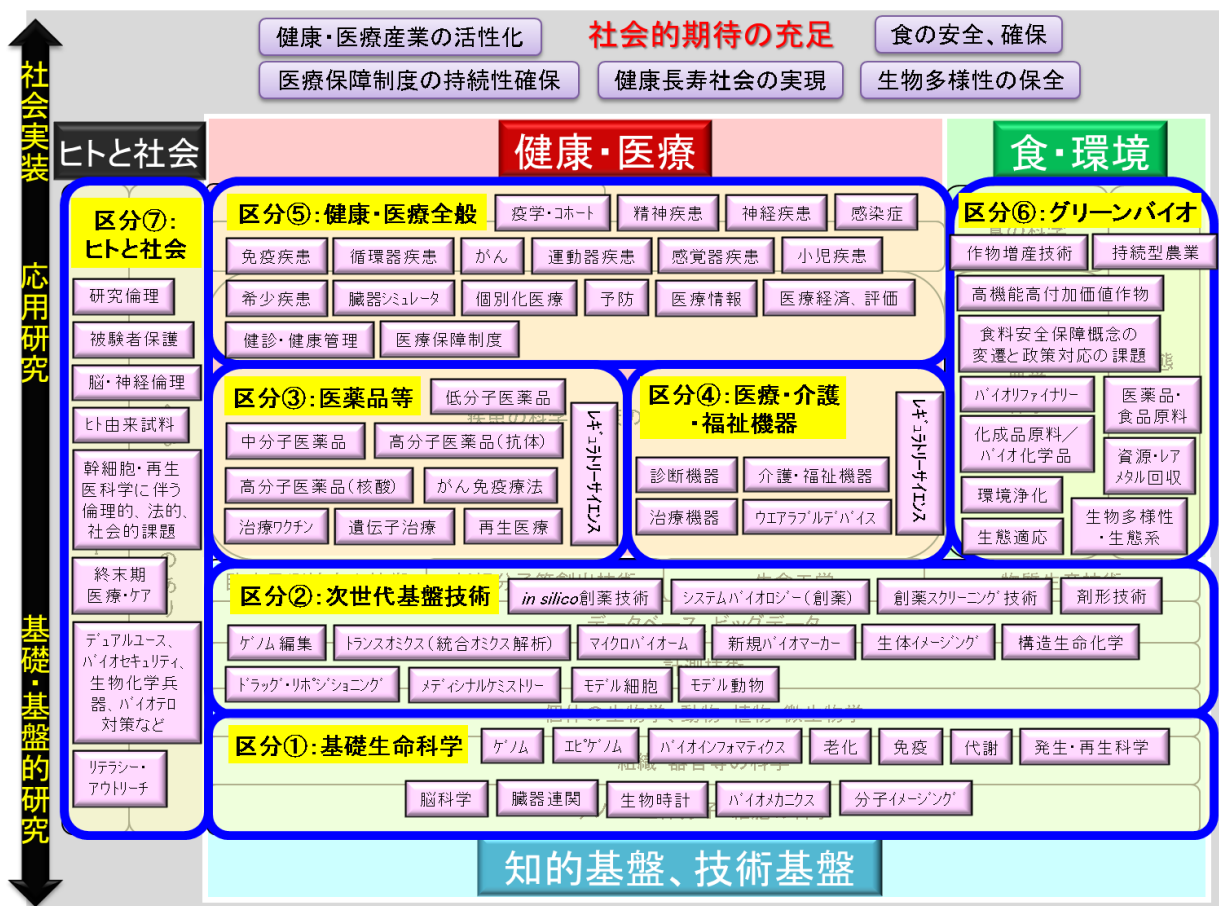 社会的期待の充足
健康・医療産業の活性化
食の安全、確保
医療保障制度の持続性確保
健康長寿社会の実現
生物多様性の保全
社会実装
応用研究
基礎・基盤的研究
ヒトと社会
健康・医療
食・環境
区分⑦:
ヒトと社会
研究倫理
被験者保護
脳・神経倫理
ヒト由来試料
幹細胞・再生
医科学に伴う
倫理的、法的、
社会的課題
終末期
医療・ケア
デュアルユース、
バイオセキュリティ、
生物化学兵
器、バイオテロ
対策など
リテラシー・
アウトリーチ
区分⑤:健康・医療全般
疫学・コホート
精神疾患
神経疾患
感染症
免疫疾患
循環器疾患
がん
運動器疾患
感覚器疾患
小児疾患
希少疾患
臓器シミュレータ
個別化医療
予防
医療情報
医療経済、評価
健診・健康管理
医療保障制度
区分⑥:グリーンバイオ
作物増産技術
持続型農業
高機能高付加価値作物
食料安全保障概念の
変遷と政策対応の課題
バイオリファイナリー
医薬品・
食品原料
化成品原料/
バイオ化学品
資源・レア
メタル回収
環境浄化
生態適応
生物多様性
・生態系
区分③:医薬品等
低分子医薬品
中分子医薬品
高分子医薬品(抗体)
高分子医薬品(核酸)
がん免疫療法
治療ワクチン
遺伝子治療
再生医療
レギュラトリーサイエンス
区分④:医療・介護
・福祉機器
診断機器
介護・福祉機器
治療機器
ウエアラブルデバイス
レギュラトリーサイエンス
区分②:次世代基盤技術
in silico創薬技術
システムバイオロジー(創薬)
創薬スクリーニング技術
剤形技術
ゲノム編集
トランスオミクス(統合オミクス解析)
マイクロバイオーム
新規バイオマーカー
生体イメージング
構造生命化学
ドラッグ・リポジショニング
メディシナルケミストリー
モデル細胞
モデル動物
区分①:基礎生命科学
ゲノム
エピゲノム
バイオインフォマティクス
老化
免疫
代謝
発生・再生科学
脳科学
臓器連関
生物時計
バイオメカニクス
分子イメージング
知的基盤、技術基盤